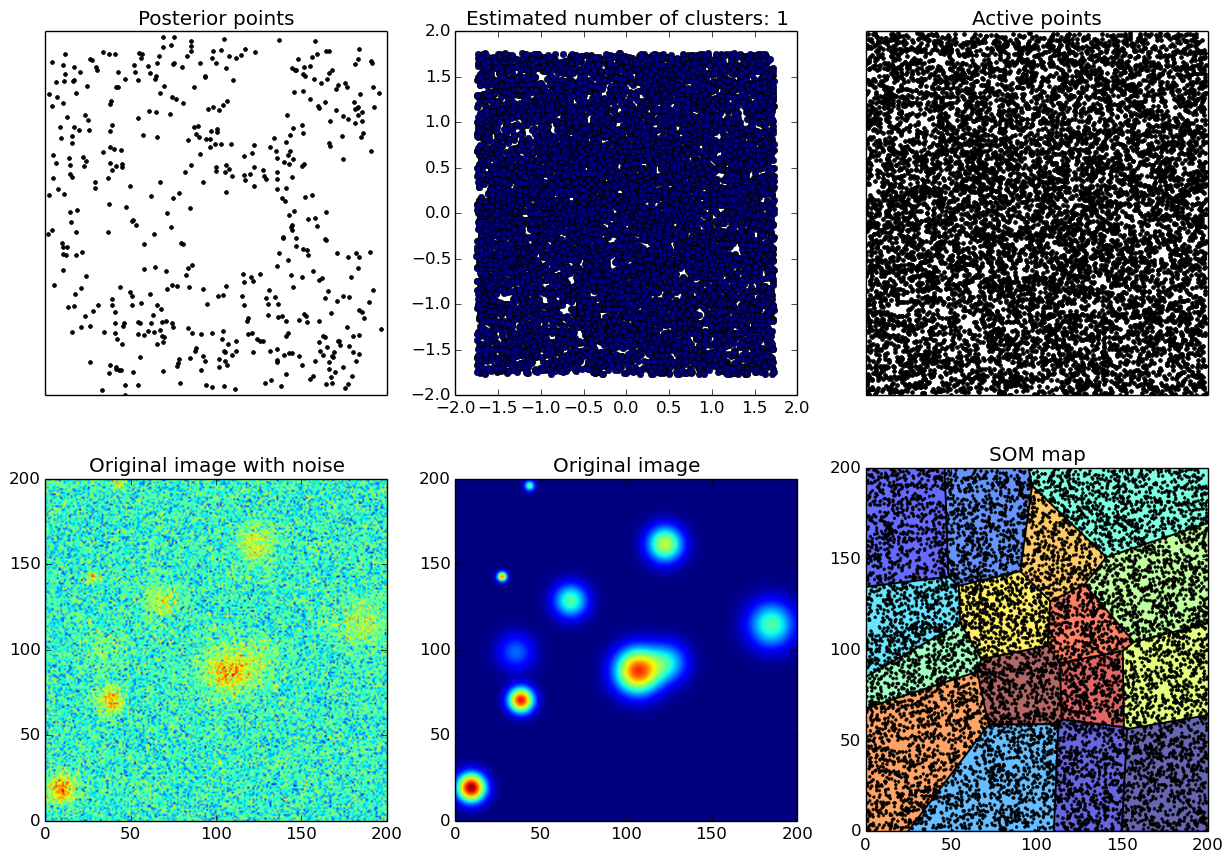 Posterior points
Estimated number of clusters: 1
Active points
2.0
1.5
1.0
0.5
0.0
−0.5
−1.0
−1.5
−2.0
−2.0 −1.5 −1.0 −0.5 0.0 0.5 1.0 1.5 2.0
Original image with noise
200
150
100
50
0
0 50 100 150 200
Original image
200
150
100
50
0
0 50 100 150 200
SOM map
200
150
100
50
0
0 50 100 150 200